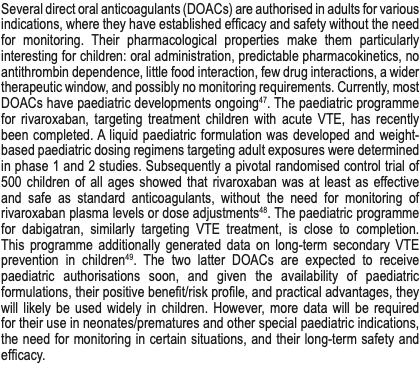 Several direct oral anticoagulants (DOACs) are authorised in adults for various
indications, where they have established efficacy and safety without the need
for monitoring. Their pharmacological properties make them particularly
interesting for children: oral administration, predictable pharmacokinetics, no
antithrombin dependence, little food interaction, few drug interactions, a wider
therapeutic window, and possibly no monitoring requirements. Currently, most
DOACs have paediatric developments ongoing⁴⁷. The paediatric programme
for rivaroxaban, targeting treatment children with acute VTE, has recently
been completed. A liquid paediatric formulation was developed and weight-
based paediatric dosing regimens targeting adult exposures were determined
in phase 1 and 2 studies. Subsequently a pivotal randomised control trial of
500 children of all ages showed that rivaroxaban was at least as effective
and safe as standard anticoagulants, without the need for monitoring of
rivaroxaban plasma levels or dose adjustments⁴⁸. The paediatric programme
for dabigatran, similarly targeting VTE treatment, is close to completion.
This programme additionally generated data on long-term secondary VTE
prevention in children⁴⁹. The two latter DOACs are expected to receive
paediatric authorisations soon, and given the availability of paediatric
formulations, their positive benefit/risk profile, and practical advantages, they
will likely be used widely in children. However, more data will be required
for their use in neonates/prematures and other special paediatric indications,
the need for monitoring in certain situations, and their long-term safety and
efficacy.